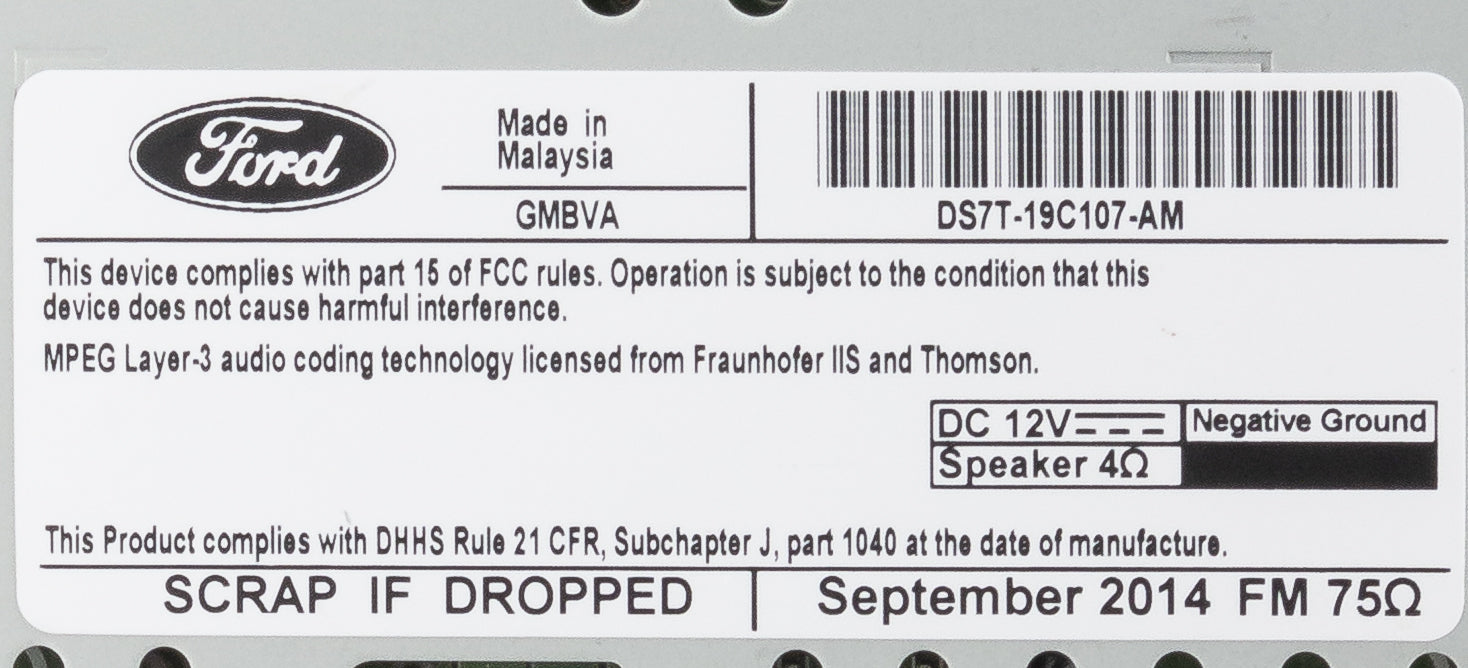 Ford
Made in
Malaysia
GMBVA
DS7T-19C107-AM
This device complies with part 15 of FCC rules. Operation is subject to the condition that this
device does not cause harmful interference.
MPEG Layer-3 audio coding technology licensed from Fraunhofer IIS and Thomson.
DC 12V Negative Ground
Speaker 4Ω
This Product complies with DHHS Rule 21 CFR, Subchapter J, part 1040 at the date of manufacture.
SCRAP IF DROPPED
September 2014 FM 75Ω